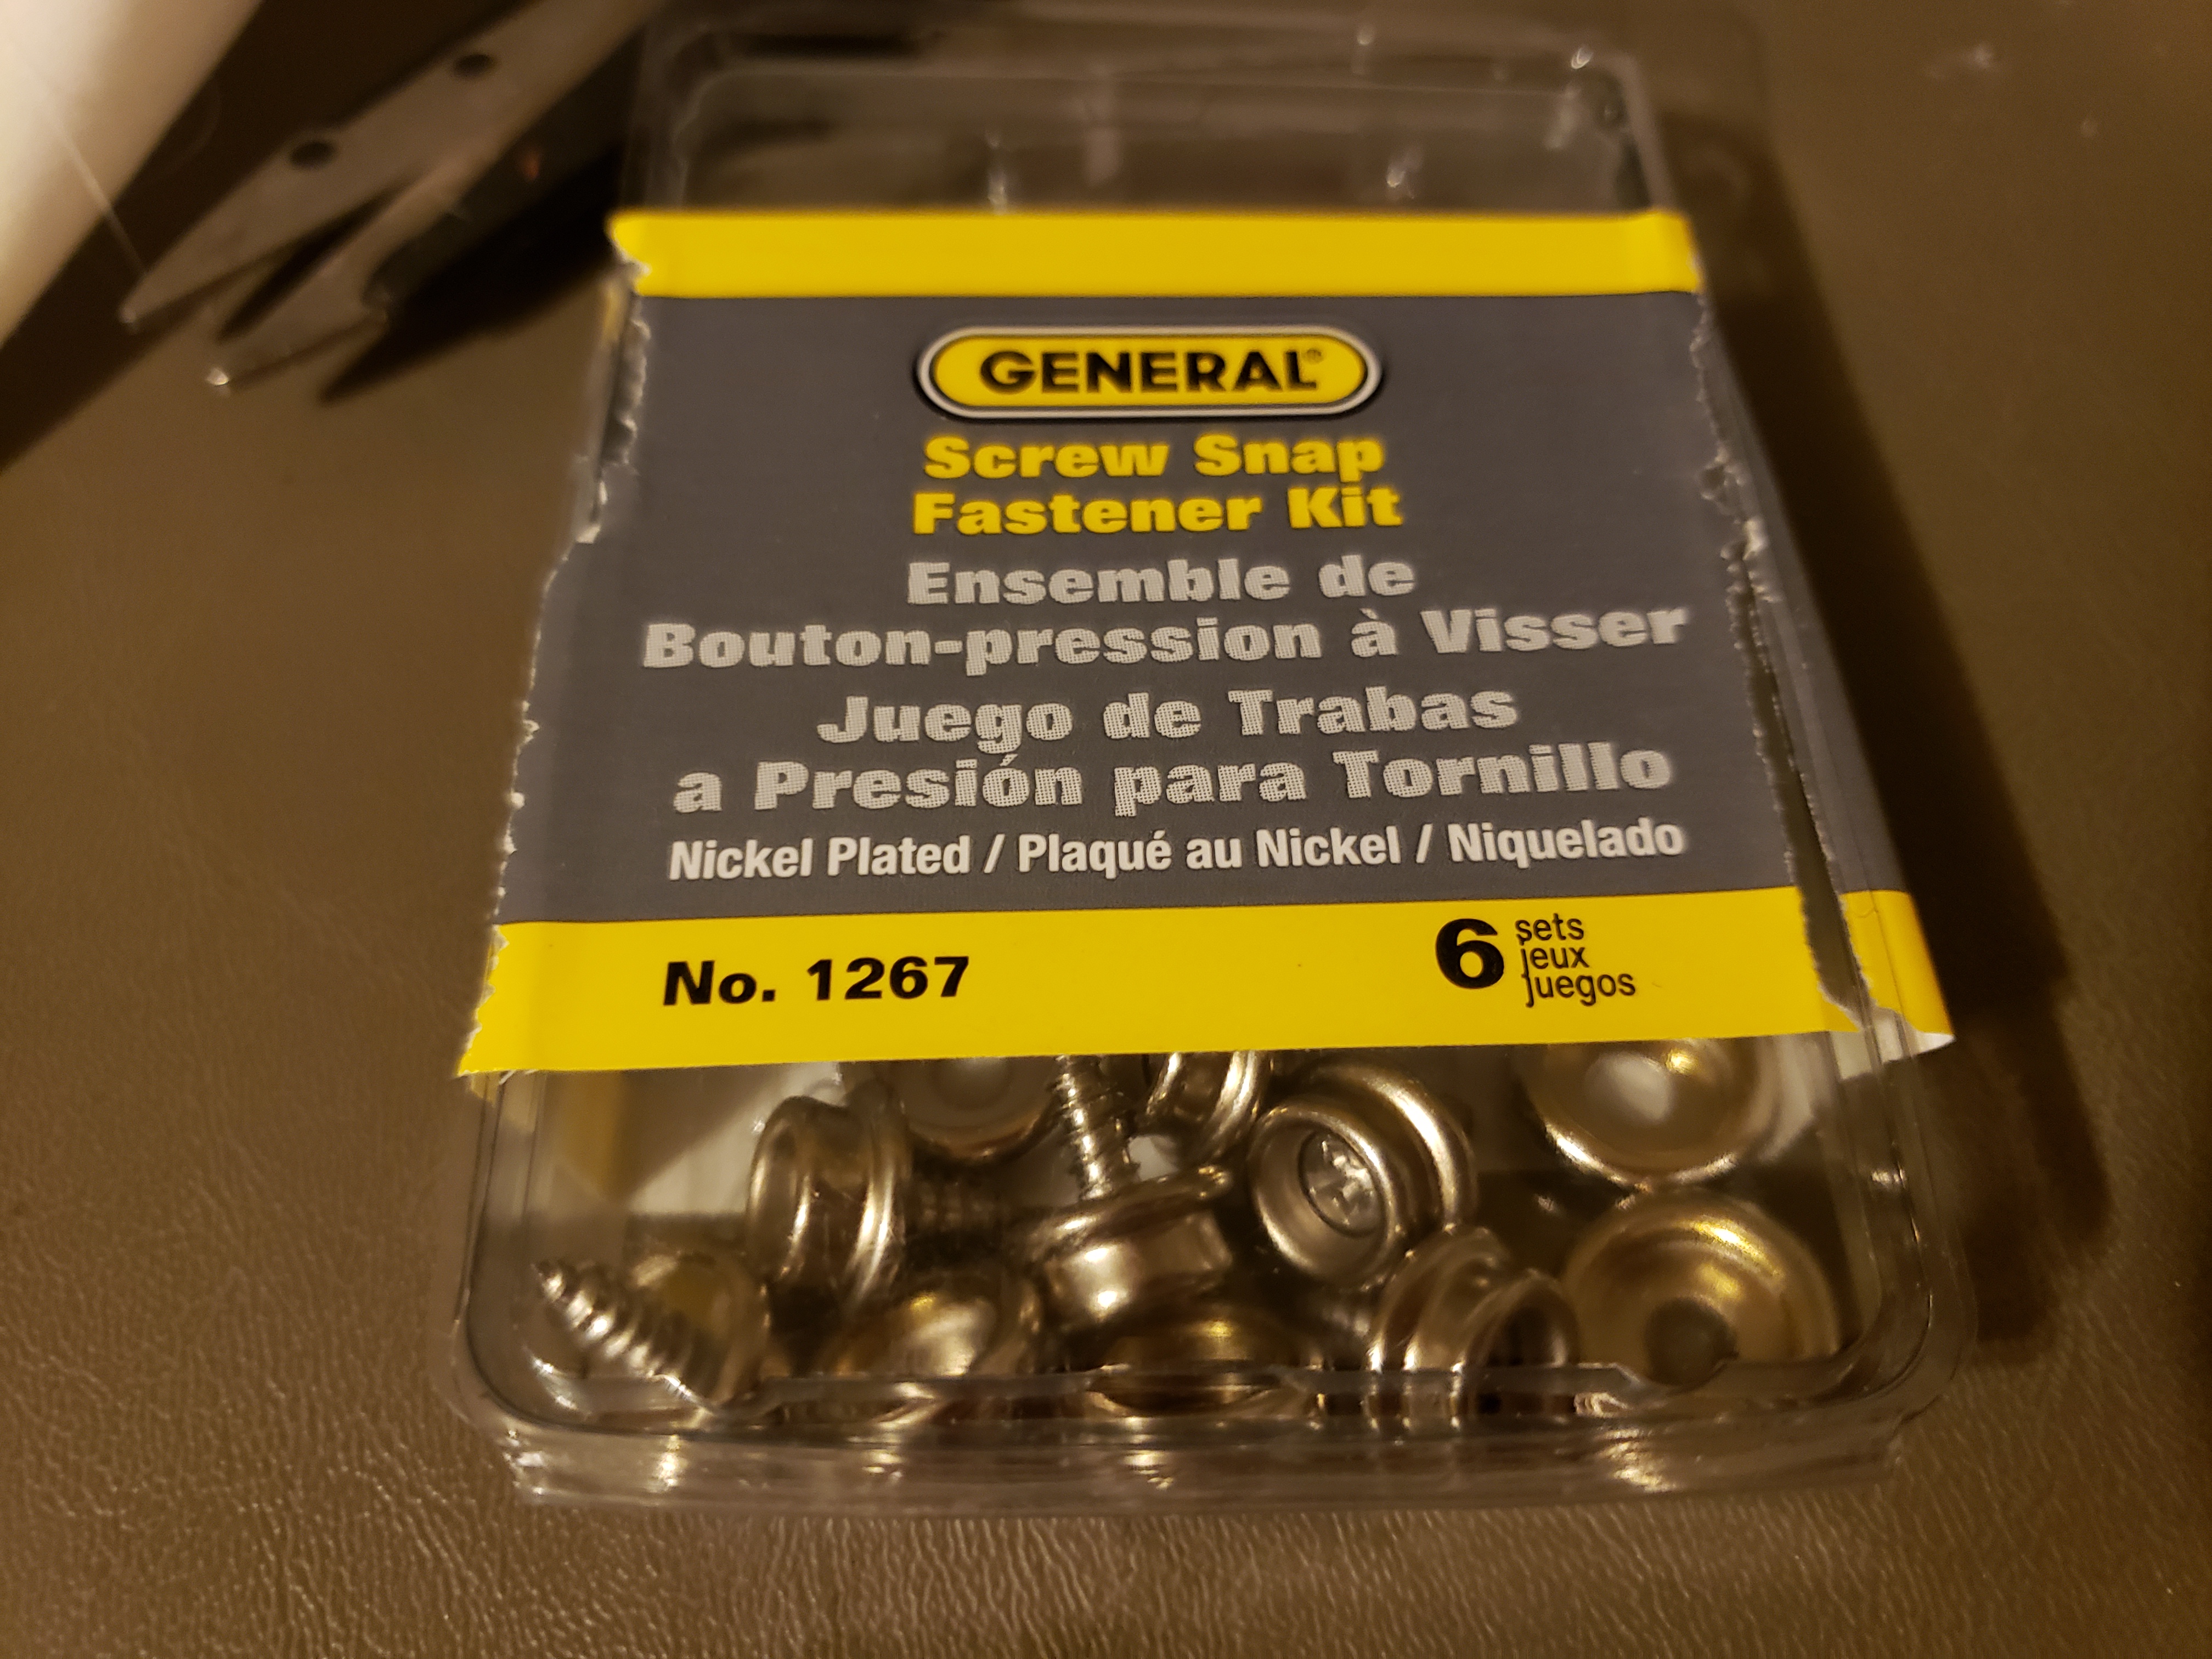 GENERAL®
Screw Snap
Fastener Kit
Ensemble de
Bouton-pression à Visser
Juego de Trabas
a Presión para Tornillo
Nickel Plated / Plaqué au Nickel / Niquelado
No. 1267
6 sets
jeux
juegos